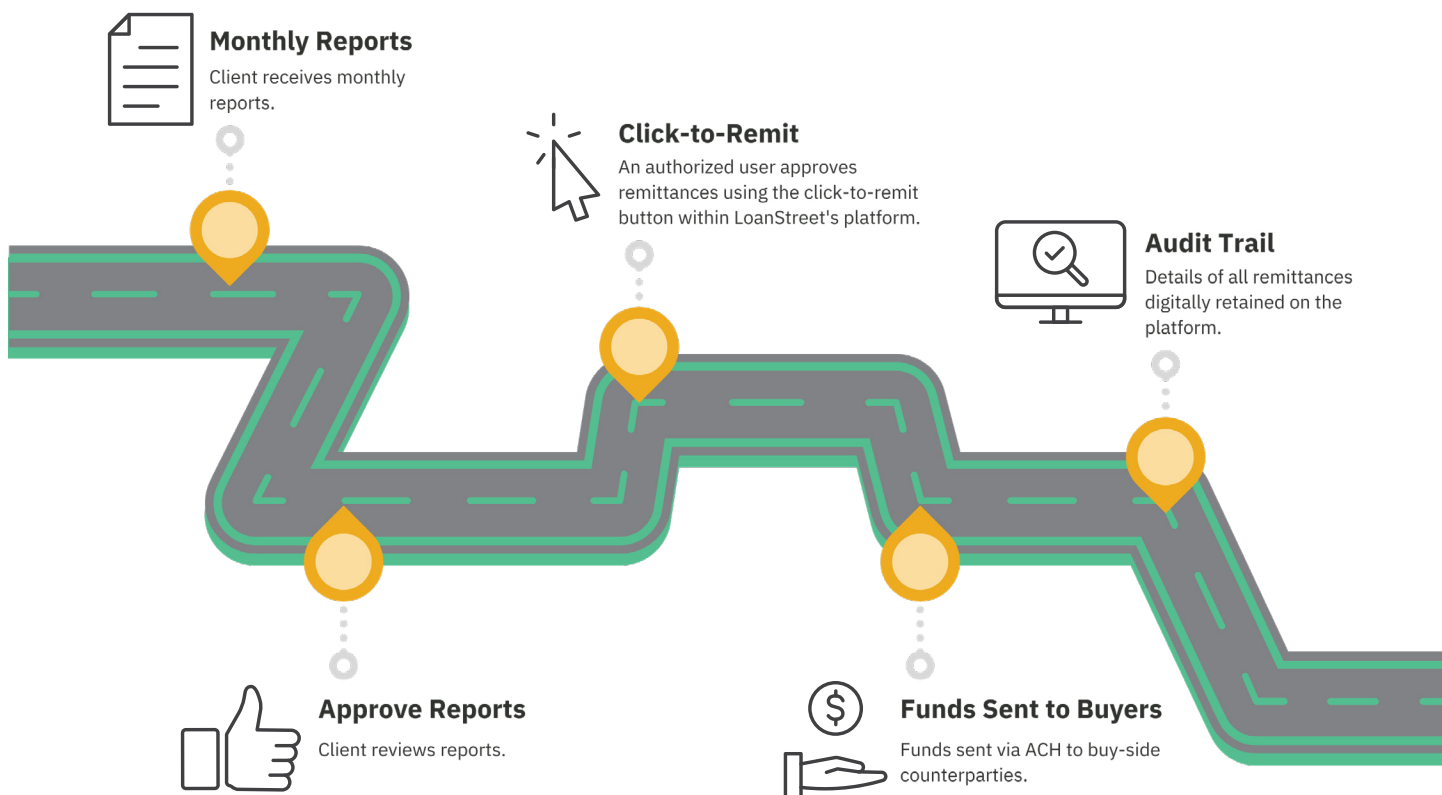 Monthly Reports
Client receives monthly
reports.
Click-to-Remit
An authorized user approves
remittances using the click-to-remit
button within LoanStreet's platform.
Audit Trail
Details of all remittances
digitally retained on the
platform.
Approve Reports
Client reviews reports.
$
Funds Sent to Buyers
Funds sent via ACH to buy-side
counterparties.